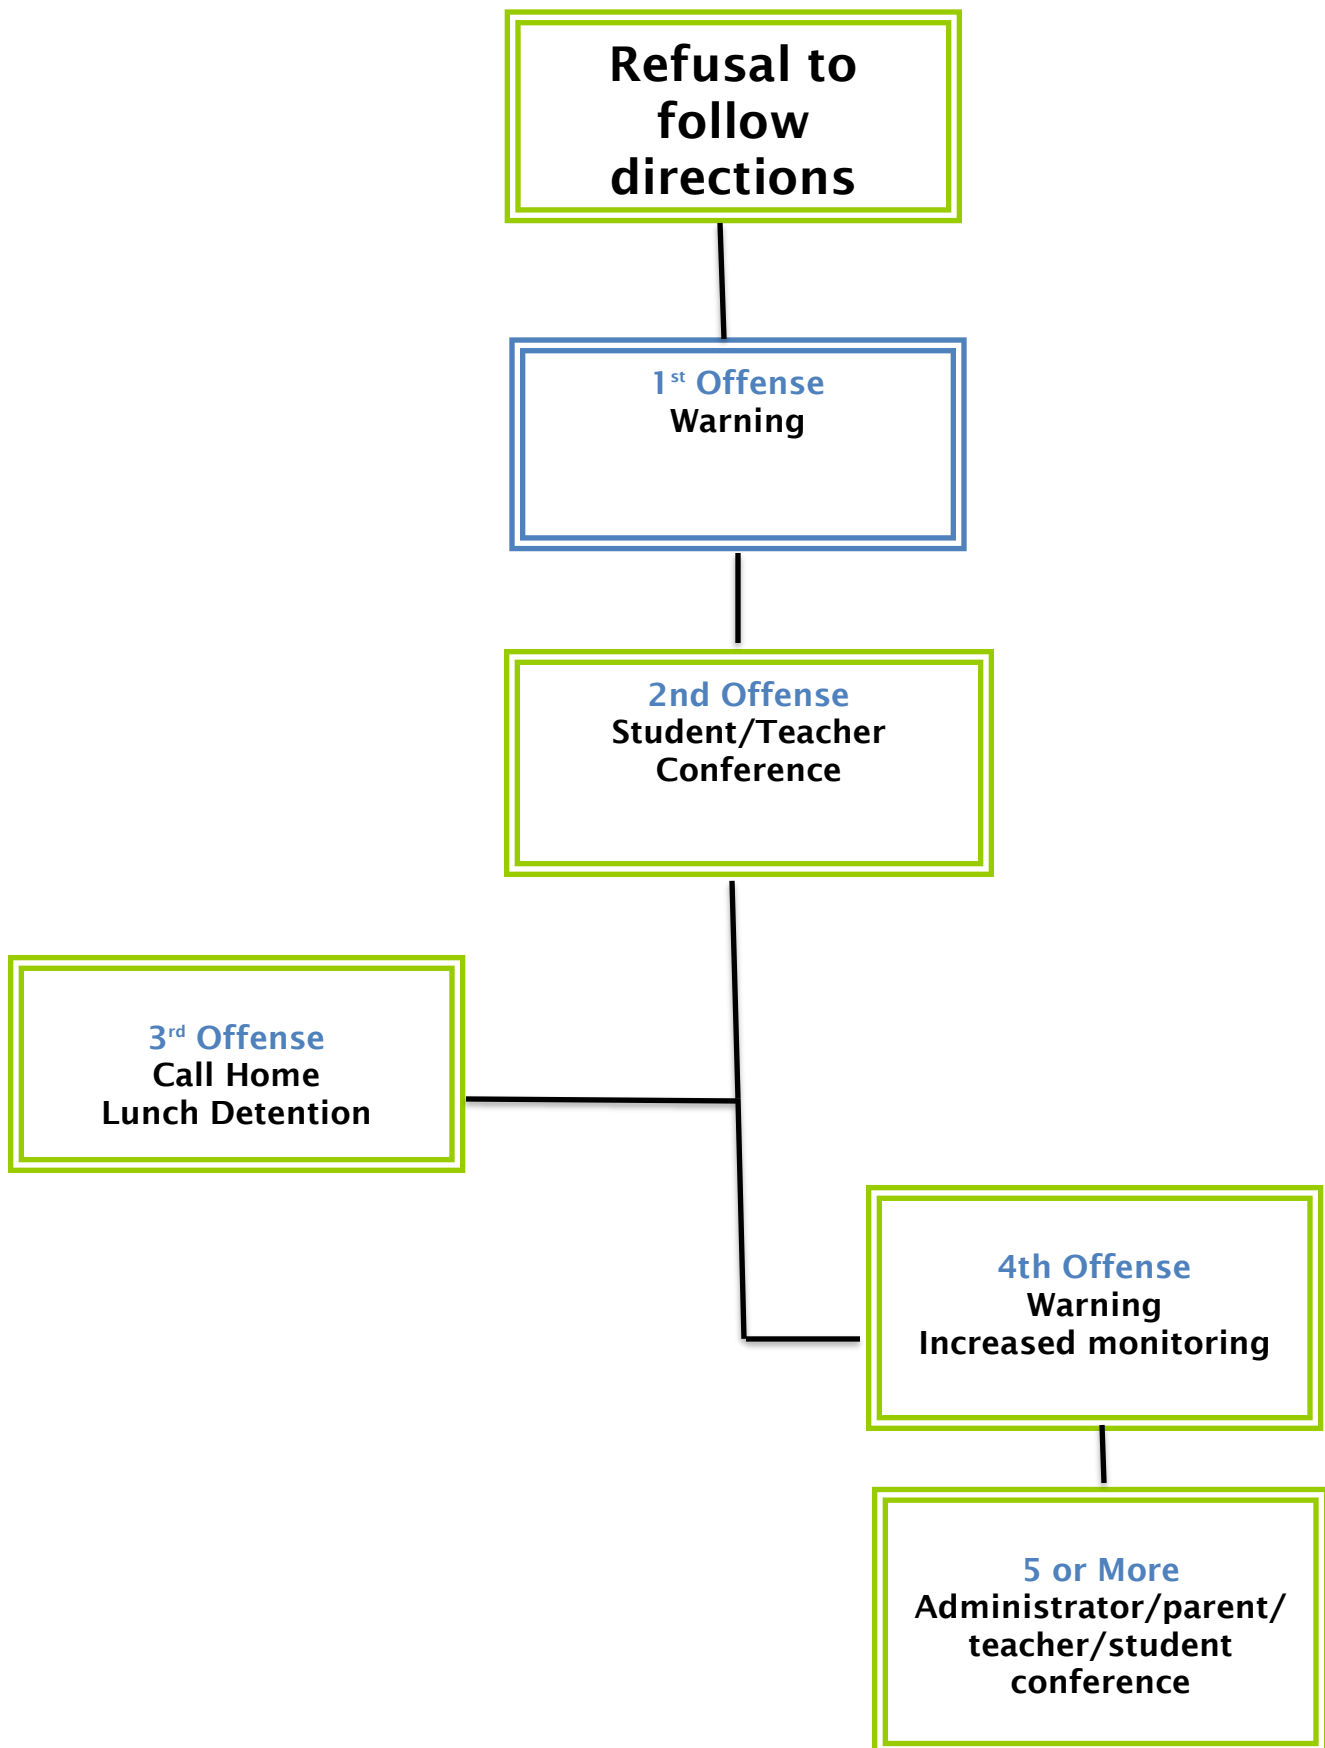 Refusal to
follow
directions
1st Offense
Warning
2nd Offense
Student/Teacher
Conference
3rd Offense
Call Home
Lunch Detention
4th Offense
Warning
Increased monitoring
5 or More
Administrator/parent/
teacher/student
conference